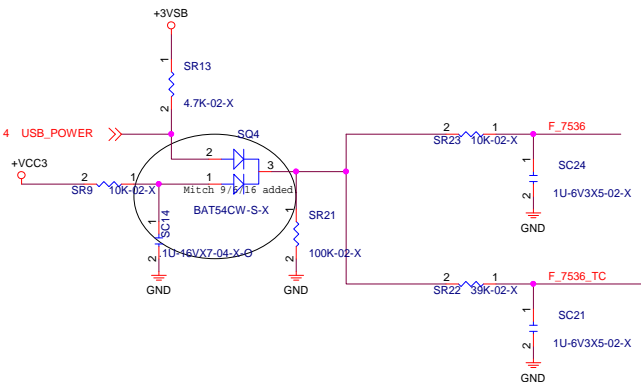 +3VSB
1
SR13
2
4.7K-02-X
4 USB_POWER
SQ4
2
3
+VCC3
2
1
SR9
10K-02-X
1
Mitch 9/6/16 added
BAT54CW-S-X
1
SC14
2
.1U-16VX7-04-X-O
GND
1
SR21
2
100K-02-X
GND
2
1
SR23
10K-02-X
F_7536
1
SC24
2
1U-6V3X5-02-X
GND
2
1
SR22
39K-02-X
F_7536_TC
1
SC21
2
1U-6V3X5-02-X
GND